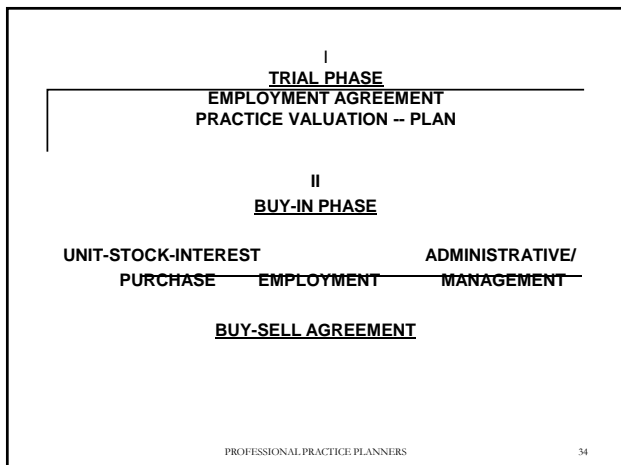 I
TRIAL PHASE
EMPLOYMENT AGREEMENT
PRACTICE VALUATION -- PLAN
II
BUY-IN PHASE
UNIT-STOCK-INTEREST ADMINISTRATIVE/
PURCHASE EMPLOYMENT MANAGEMENT
BUY-SELL AGREEMENT
PROFESSIONAL PRACTICE PLANNERS 34